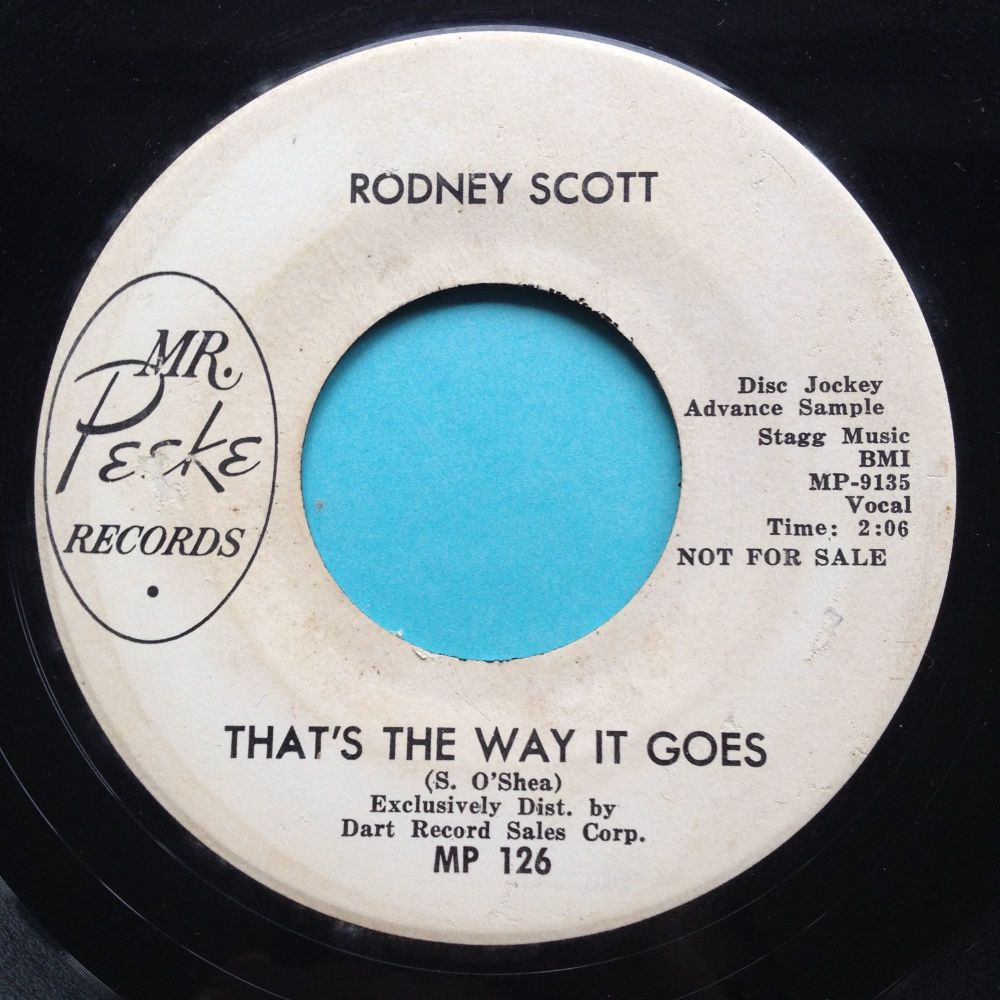 RODNEY SCOTT
MR.
Peeke
RECORDS
Disc Jockey
Advance Sample
Stagg Music
BMI
MP-9135
Vocal
Time: 2:06
NOT FOR SALE
THAT'S THE WAY IT GOES
(S. O'Shea)
Exclusively Dist. by
Dart Record Sales Corp.
MP 126